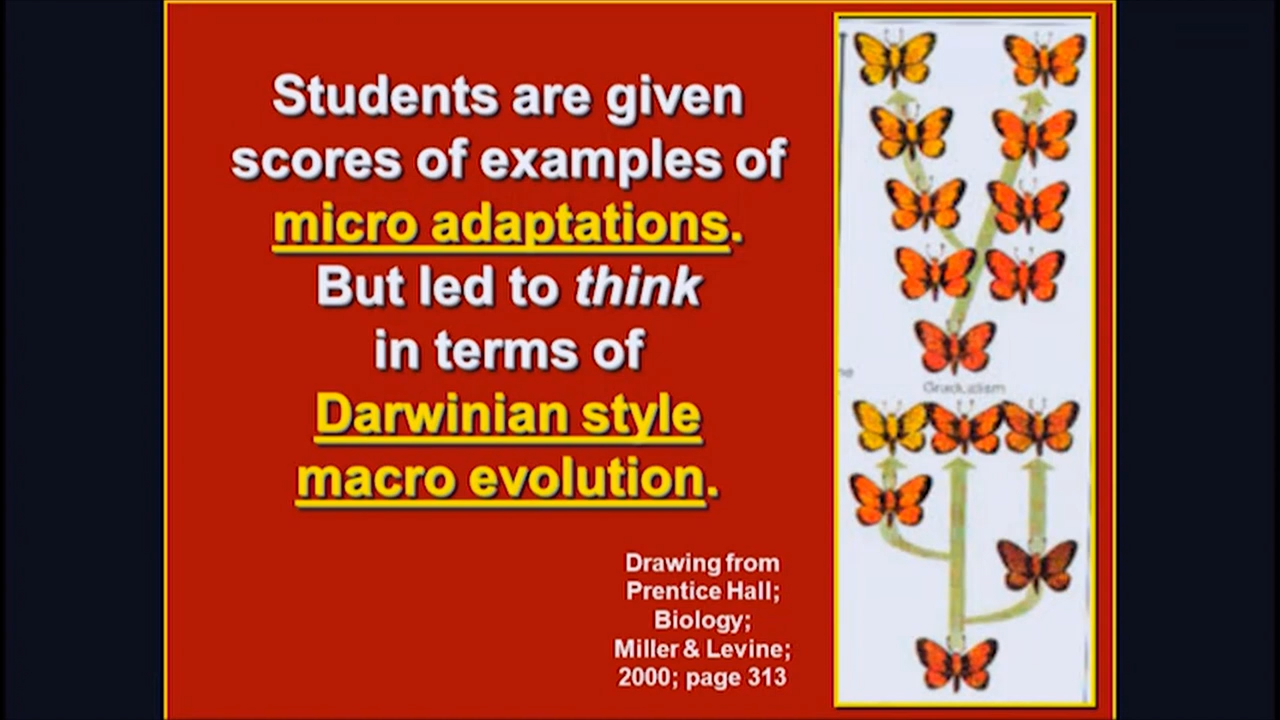 Students are given
scores of examples of
micro adaptations.
But led to think
in terms of
Darwinian style
macro evolution.
Drawing from
Prentice Hall;
Biology;
Miller & Levine;
2000; page 313
Gradualism